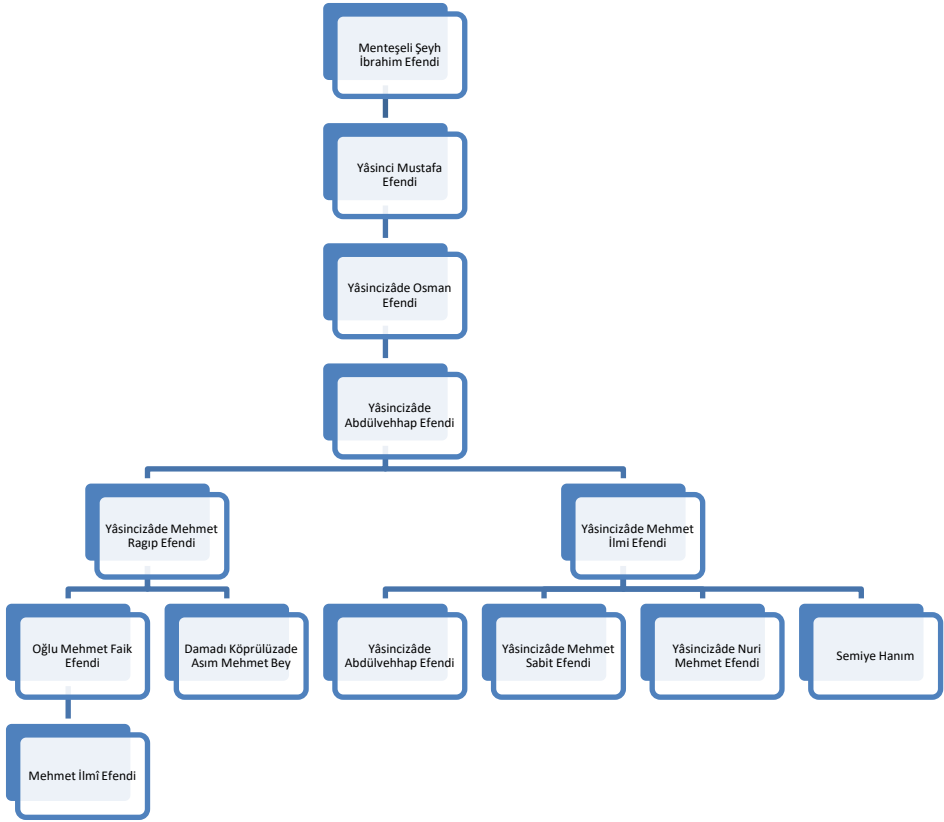 Menteşeli Şeyh
İbrahim Efendi
Yâsinci Mustafa
Efendi
Yâsincizâde Osman
Efendi
Yâsincizâde
Abdülvehhap Efendi
Yâsincizâde Mehmet
Ragıp Efendi
Yâsincizâde Mehmet
İlmi Efendi
Oğlu Mehmet Faik
Efendi
Damadı Köprülüzade
Asım Mehmet Bey
Yâsincizâde
Abdülvehhap Efendi
Yâsincizâde Mehmet
Sabit Efendi
Yâsincizâde Nuri
Mehmet Efendi
Semiye Hanım
Mehmet İlmî Efendi